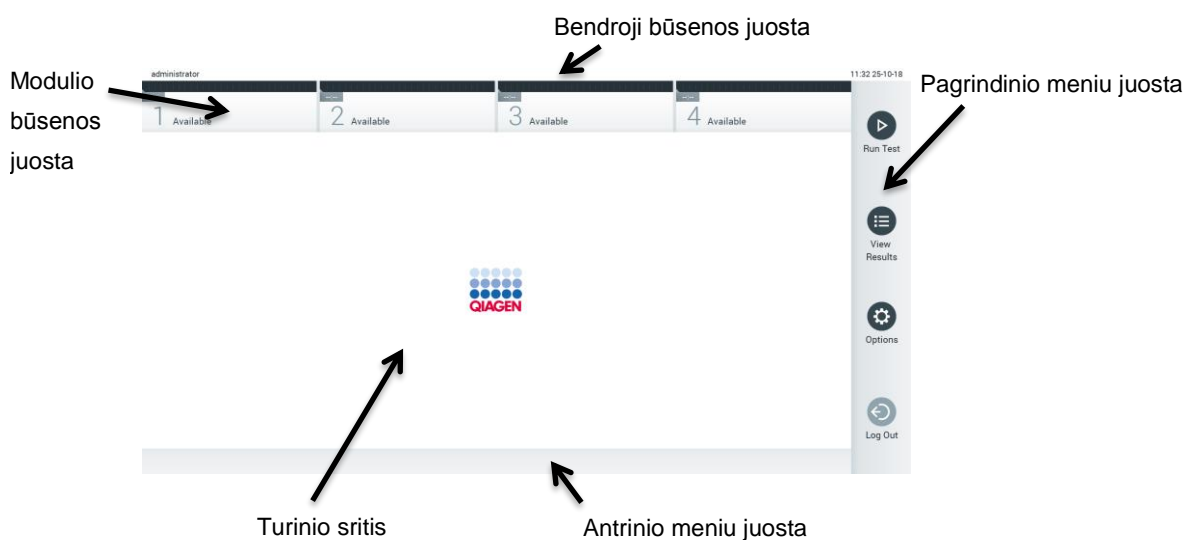 Bendroji būsenos juosta
Modulio
būsenos
juosta
administrator
11:32 25-10-18
Pagrindinio meniu juosta
-- --
1 Available
-- --
2 Available
-- --
3 Available
-- --
4 Available
Run Test
View
Results
QIAGEN
Options
Log Out
Turinio sritis
Antrinio meniu juosta